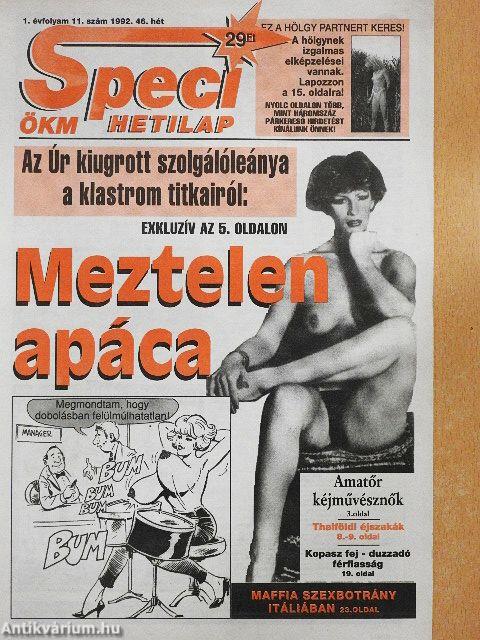 1. évfolyam 11. szám 1992. 46. hét
29Ft
Speci
ÖKM HETILAP
EZ A HÖLGY PARTNERT KERES!
A hölgynek
izgalmas
elképzelései
vannak.
Lapozzon
a 15. oldalra!
NYOLC OLDALON TÖBB,
MINT HÁROMSZÁZ
PÁRKERESŐ HIRDETÉST
KÍNÁLUNK ÖNNEK!
Az Úr kiugrott szolgálóleánya
a klastrom titkairól:
EXKLUZÍV AZ 5. OLDALON
Meztelen
apáca
Megmondtam, hogy
dobolásban felülmúlhatatlan!
MANAGER
BUM
BUM
BUM
BUM
BUM
Amatőr
kéjművésznők
3.oldal
Thaiföldi éjszakák
8.-9. oldal
Kopasz fej - duzzadó
férfiasság
19. oldal
MAFFIA SZEXBOTRÁNY
ITÁLIÁBAN 23.OLDAL
Antikvárium.hu